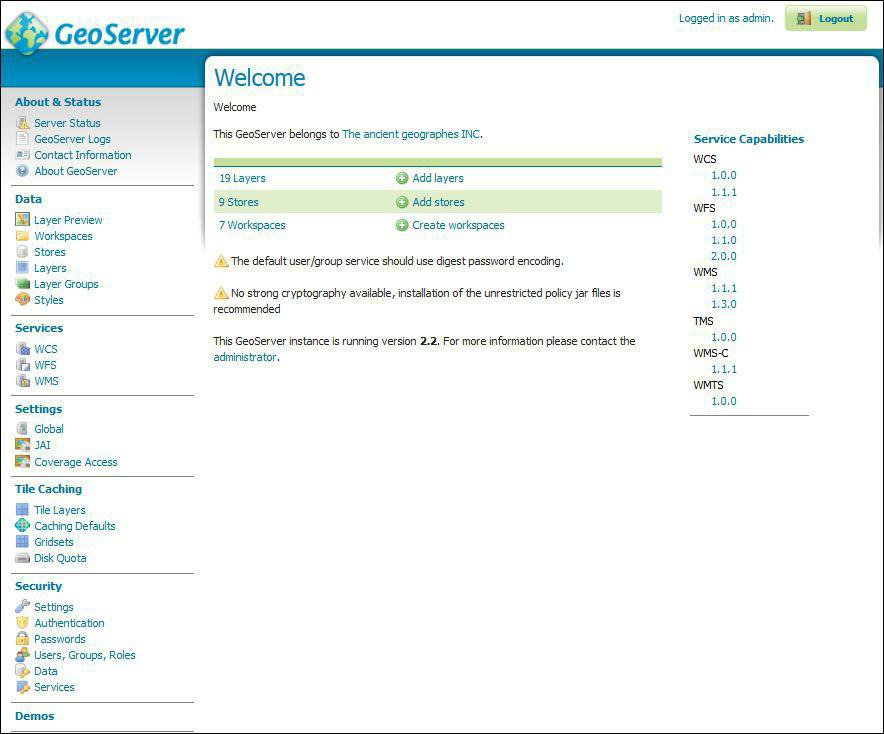 GeoServer
Logged in as admin.
Logout
About & Status
Server Status
GeoServer Logs
Contact Information
About GeoServer
Data
Layer Preview
Workspaces
Stores
Layers
Layer Groups
Styles
Services
WCS
WFS
WMS
Settings
Global
JAI
Coverage Access
Tile Caching
Tile Layers
Caching Defaults
Gridsets
Disk Quota
Security
Settings
Authentication
Passwords
Users, Groups, Roles
Data
Services
Demos
Welcome
Welcome
This GeoServer belongs to The ancient geographes INC.
19 Layers Add layers
9 Stores Add stores
7 Workspaces Create workspaces
The default user/group service should use digest password encoding.
No strong cryptography available, installation of the unrestricted policy jar files is
recommended
This GeoServer instance is running version 2.2. For more information please contact the
administrator.
Service Capabilities
WCS
1.0.0
1.1.1
WFS
1.0.0
1.1.0
2.0.0
WMS
1.1.1
1.3.0
TMS
1.0.0
WMS-C
1.1.1
WMTS
1.0.0